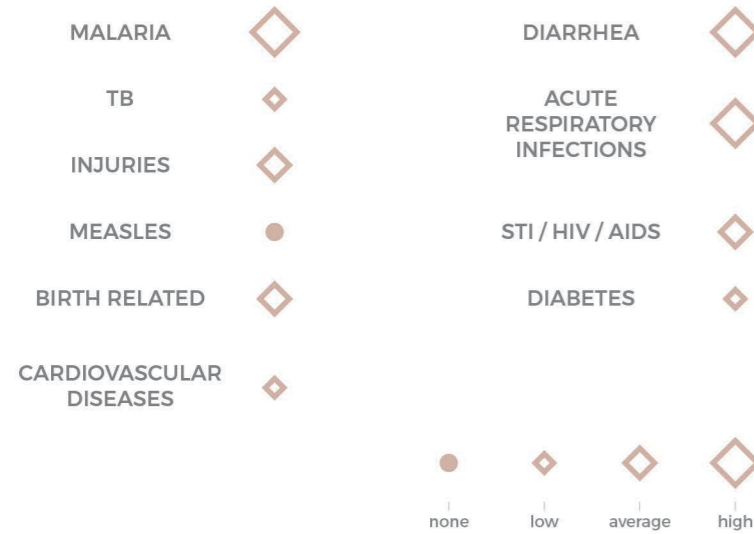 MALARIA
DIARRHEA
TB
ACUTE
RESPIRATORY
INFECTIONS
INJURIES
MEASLES
STI / HIV / AIDS
BIRTH RELATED
DIABETES
CARDIOVASCULAR
DISEASES
none
low
average
high